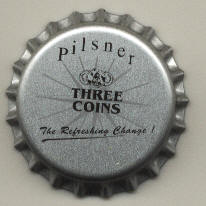 Pilsner
THREE
COINS
The Refreshing Change !